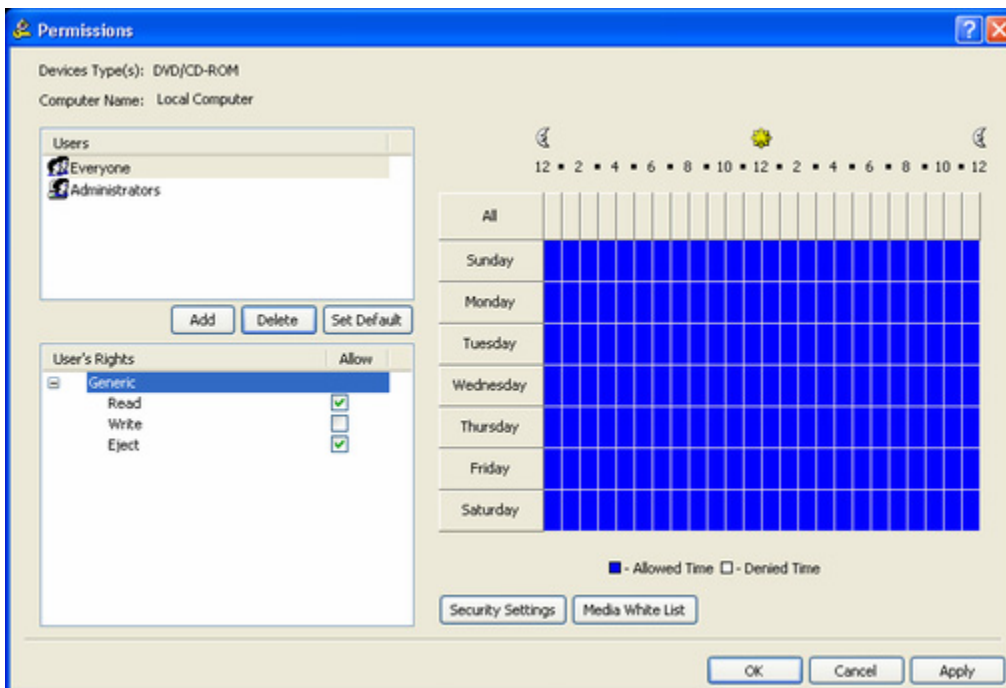 Permissions
Devices Type(s): DVD/CD-ROM
Computer Name: Local Computer
Users
Everyone
Administrators
Add Delete Set Default
User's Rights Allow
Generic
Read
Write
Eject
12 ▪ 2 ▪ 4 ▪ 6 ▪ 8 ▪ 10 ▪ 12 ▪ 2 ▪ 4 ▪ 6 ▪ 8 ▪ 10 ▪ 12
All
Sunday
Monday
Tuesday
Wednesday
Thursday
Friday
Saturday
- Allowed Time - Denied Time
Security Settings Media White List
OK Cancel Apply